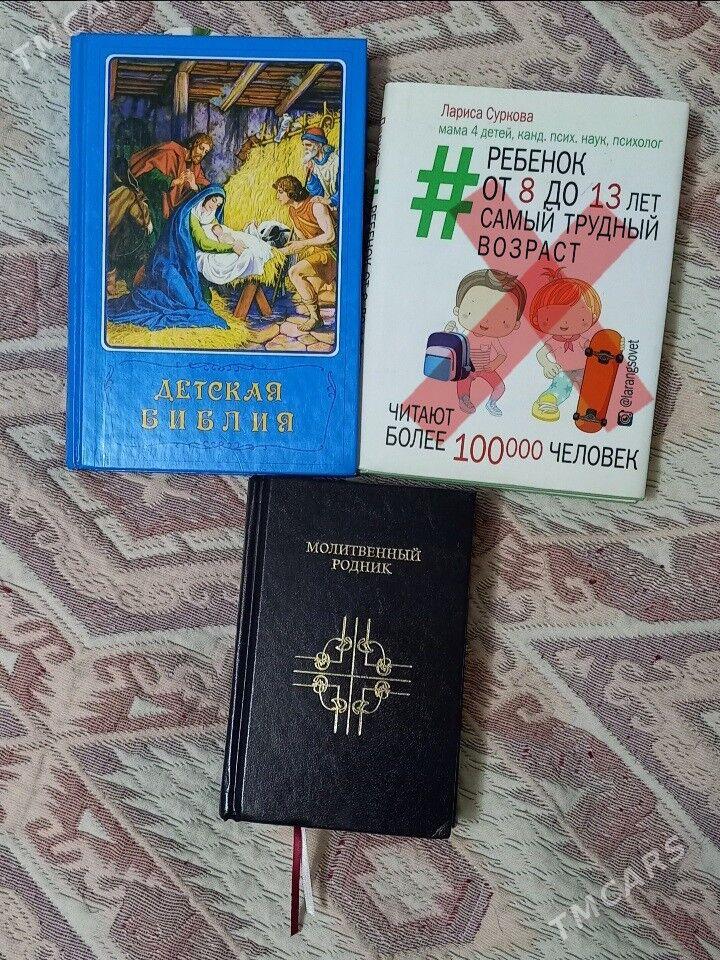 TMCARS
ДЕТСКАЯ
БИБЛИЯ
Лариса Суркова
мама 4 детей, канд. псих. наук, психолог
# РЕБЕНОК
ОТ 8 ДО 13 ЛЕТ
САМЫЙ ТРУДНЫЙ
ВОЗРАСТ
@larangsovet
ЧИТАЮТ
БОЛЕЕ 100000 ЧЕЛОВЕК
МОЛИТВЕННЫЙ
РОДНИК
TMCARS